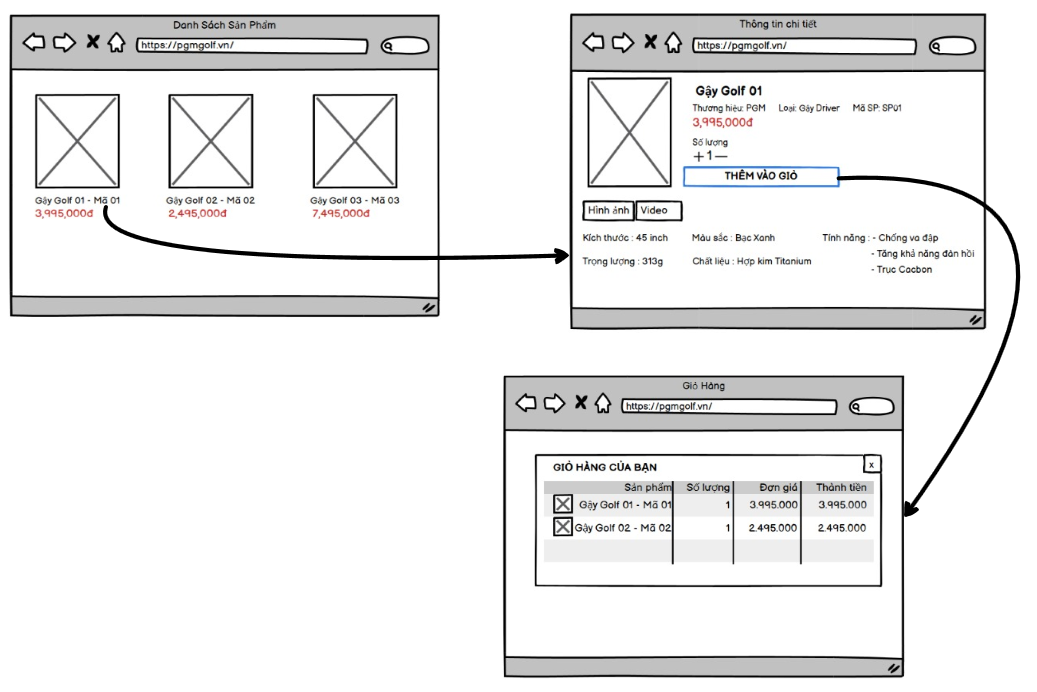 Danh Sách Sản Phẩm
https://pgmgolf.vn/
Gậy Golf 01 - Mã 01
3,995,000đ
Gậy Golf 02 - Mã 02
2,495,000đ
Gậy Golf 03 - Mã 03
7,495,000đ
Thông tin chi tiết
https://pgmgolf.vn/
Gậy Golf 01
Thương hiệu: PGM Loại: Gậy Driver Mã SP: SP01
3,995,000đ
Số lượng
+1—
THÊM VÀO GIỎ
Hình ảnh Video
Kích thước : 45 inch Màu sắc : Bạc Xanh Tính năng : - Chống va đập
- Tăng khả năng đàn hồi
Trọng lượng : 313g Chất liệu : Hợp kim Titanium
- Trục Cacbon
Giỏ Hàng
https://pgmgolf.vn/
GIỎ HÀNG CỦA BẠN x
Sản phẩm Số lượng Đơn giá Thành tiền
Gậy Golf 01 - Mã 01 1 3.995.000 3.995.000
Gậy Golf 02 - Mã 02 1 2.495.000 2.495.000